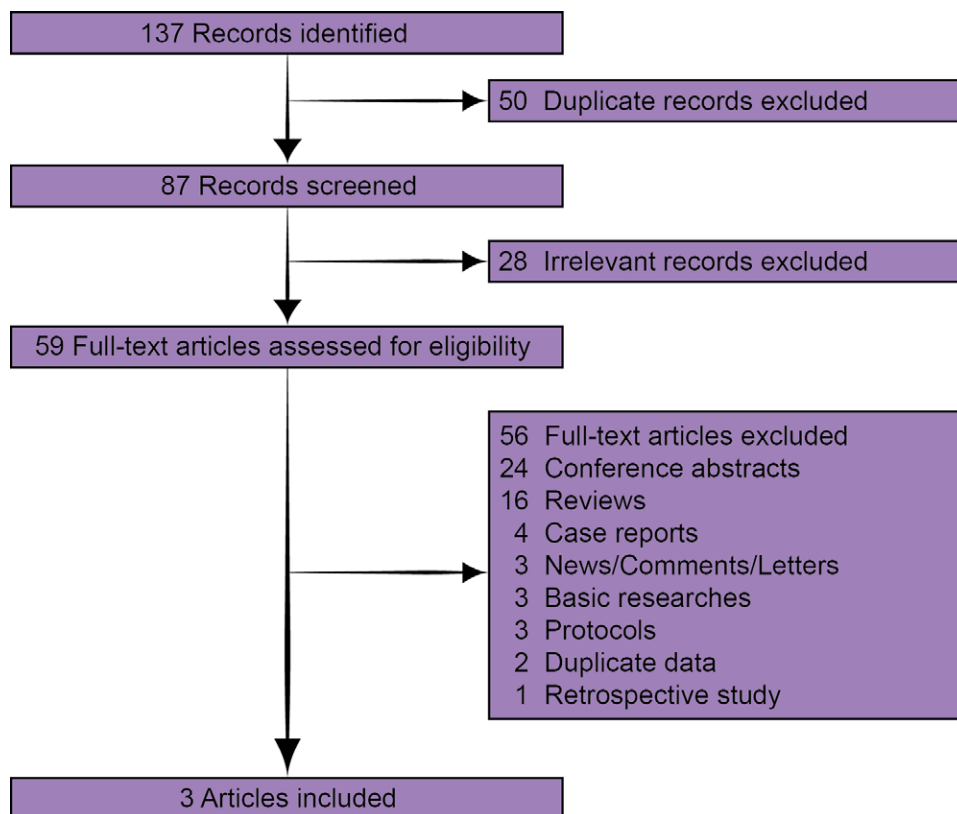 137 Records identified
50 Duplicate records excluded
87 Records screened
28 Irrelevant records excluded
59 Full-text articles assessed for eligibility
56 Full-text articles excluded
24 Conference abstracts
16 Reviews
4 Case reports
3 News/Comments/Letters
3 Basic researches
3 Protocols
2 Duplicate data
1 Retrospective study
3 Articles included